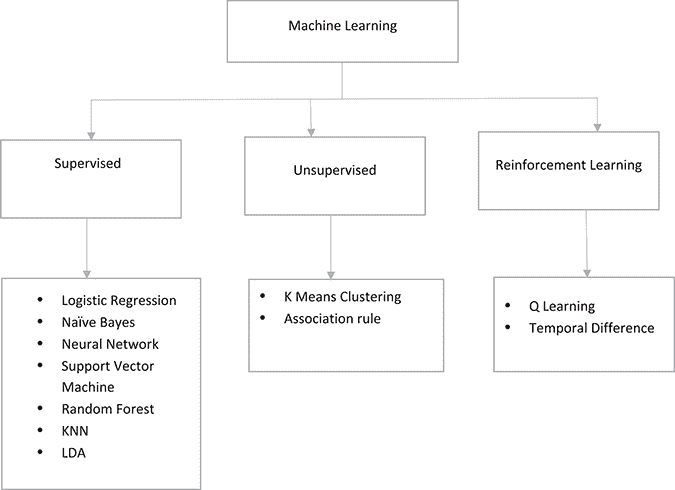 Machine Learning
Supervised
Unsupervised
Reinforcement Learning
• Logistic Regression
• Naïve Bayes
• Neural Network
• Support Vector
Machine
• Random Forest
• KNN
• LDA
• K Means Clustering
• Association rule
• Q Learning
• Temporal Difference